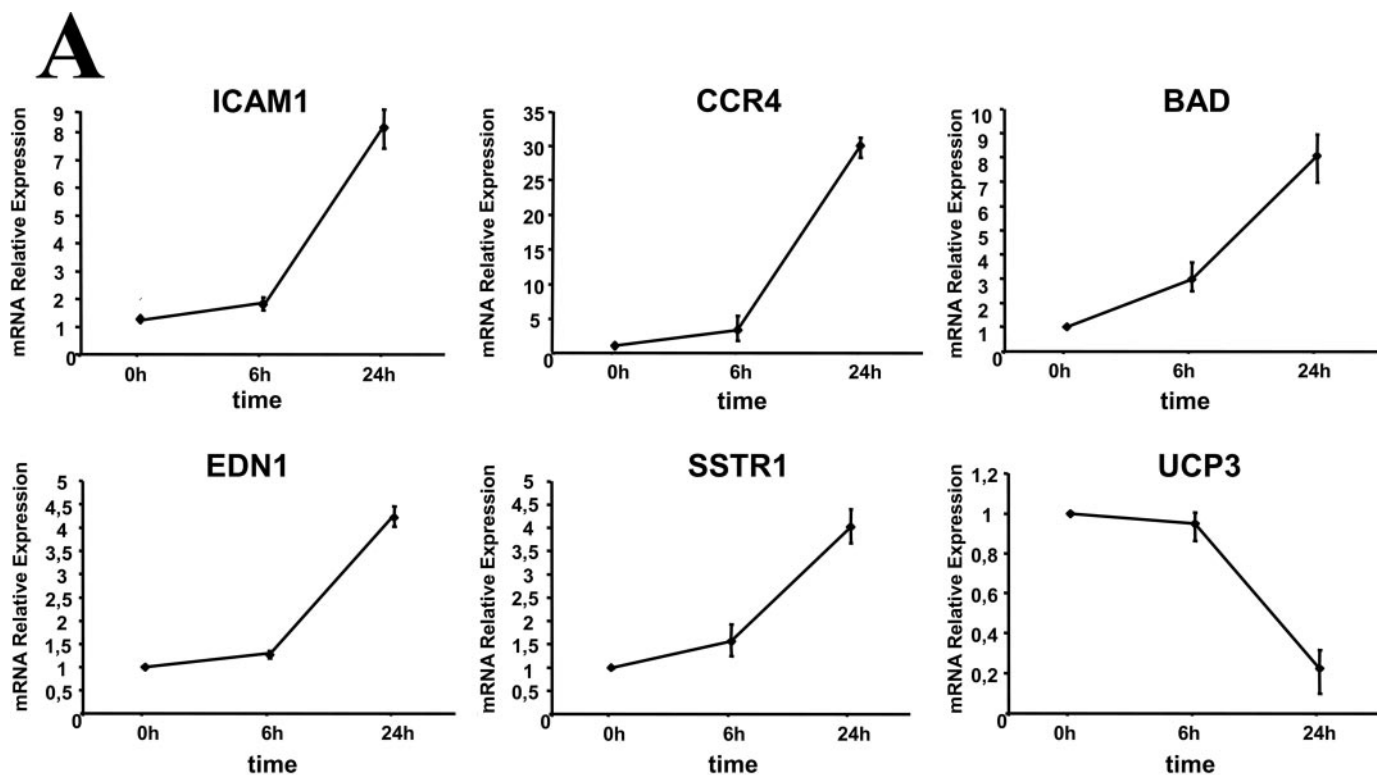 A
ICAM1
mRNA Relative Expression
9
8
7
6
5
4
3
2
1
0
0h 6h 24h
time
CCR4
mRNA Relative Expression
35
30
25
20
15
10
5
0
0h 6h 24h
time
BAD
mRNA Relative Expression
10
9
8
7
6
5
4
3
2
1
0
0h 6h 24h
time
EDN1
mRNA Relative Expression
5
4,5
4
3,5
3
2,5
2
1,5
1
0,5
0
0h 6h 24h
time
SSTR1
mRNA Relative Expression
5
4,5
4
3,5
3
2,5
2
1,5
1
0,5
0
0h 6h 24h
time
UCP3
mRNA Relative Expression
1,2
1
0,8
0,6
0,4
0,2
0
0h 6h 24h
time